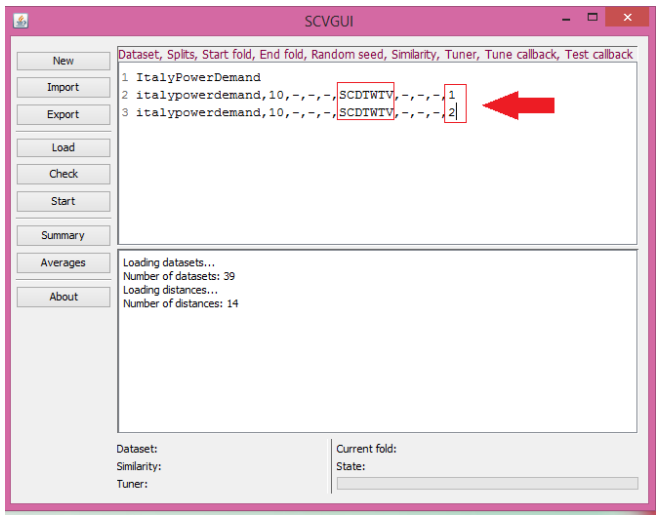 SCVGUI
New
Import
Export
Load
Check
Start
Summary
Averages
About
Dataset, Splits, Start fold, End fold, Random seed, Similarity, Tuner, Tune callback, Test callback
1 ItalyPowerDemand
2 italypowerdemand,10,-,-,-,SCDTWTV,-,-,-,1
3 italypowerdemand,10,-,-,-,SCDTWTV,-,-,-,2
Loading datasets...
Number of datasets: 39
Loading distances...
Number of distances: 14
Dataset:
Similarity:
Tuner:
Current fold:
State: